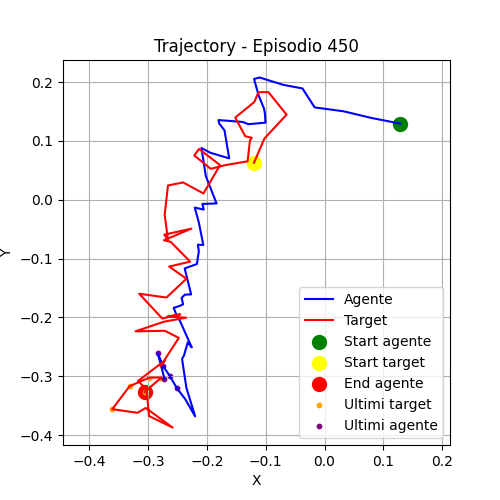 Trajectory - Episodio 450
Y
0.2
0.1
0.0
−0.1
−0.2
−0.3
−0.4
−0.4
−0.3
−0.2
−0.1
0.0
0.1
0.2
X
Agente
Target
Start agente
Start target
End agente
Ultimi target
Ultimi agente